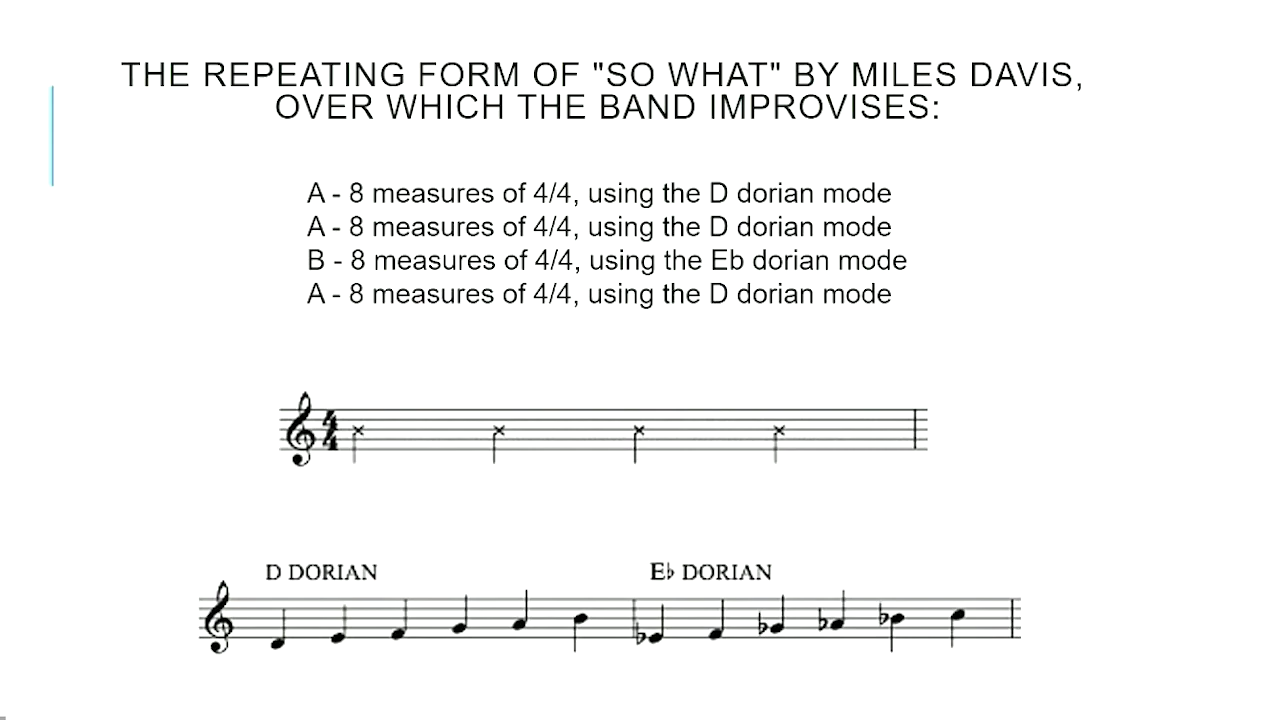 THE REPEATING FORM OF "SO WHAT" BY MILES DAVIS,
OVER WHICH THE BAND IMPROVISES:
A - 8 measures of 4/4, using the D dorian mode
A - 8 measures of 4/4, using the D dorian mode
B - 8 measures of 4/4, using the Eb dorian mode
A - 8 measures of 4/4, using the D dorian mode
4/4
D DORIAN
E♭ DORIAN